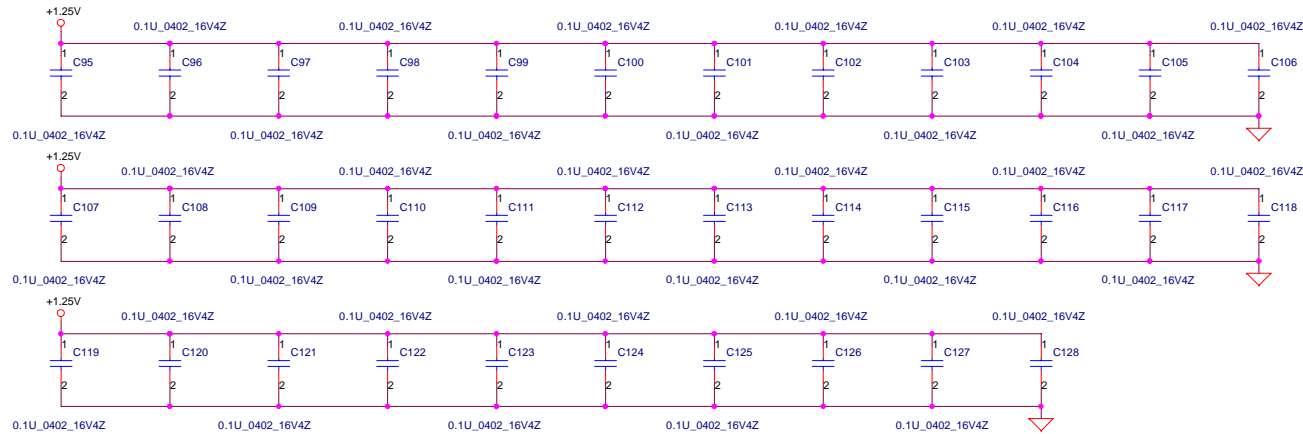 +1.25V
0.1U_0402_16V4Z 0.1U_0402_16V4Z 0.1U_0402_16V4Z 0.1U_0402_16V4Z 0.1U_0402_16V4Z 0.1U_0402_16V4Z
1 1 1 1 1 1 1 1 1 1 1 1
C95 C96 C97 C98 C99 C100 C101 C102 C103 C104 C105 C106
2 2 2 2 2 2 2 2 2 2 2 2
0.1U_0402_16V4Z 0.1U_0402_16V4Z 0.1U_0402_16V4Z 0.1U_0402_16V4Z 0.1U_0402_16V4Z 0.1U_0402_16V4Z
+1.25V
0.1U_0402_16V4Z 0.1U_0402_16V4Z 0.1U_0402_16V4Z 0.1U_0402_16V4Z 0.1U_0402_16V4Z 0.1U_0402_16V4Z
1 1 1 1 1 1 1 1 1 1 1 1
C107 C108 C109 C110 C111 C112 C113 C114 C115 C116 C117 C118
2 2 2 2 2 2 2 2 2 2 2 2
0.1U_0402_16V4Z 0.1U_0402_16V4Z 0.1U_0402_16V4Z 0.1U_0402_16V4Z 0.1U_0402_16V4Z 0.1U_0402_16V4Z
+1.25V
0.1U_0402_16V4Z 0.1U_0402_16V4Z 0.1U_0402_16V4Z 0.1U_0402_16V4Z 0.1U_0402_16V4Z
1 1 1 1 1 1 1 1 1 1
C119 C120 C121 C122 C123 C124 C125 C126 C127 C128
2 2 2 2 2 2 2 2 2 2
0.1U_0402_16V4Z 0.1U_0402_16V4Z 0.1U_0402_16V4Z 0.1U_0402_16V4Z 0.1U_0402_16V4Z